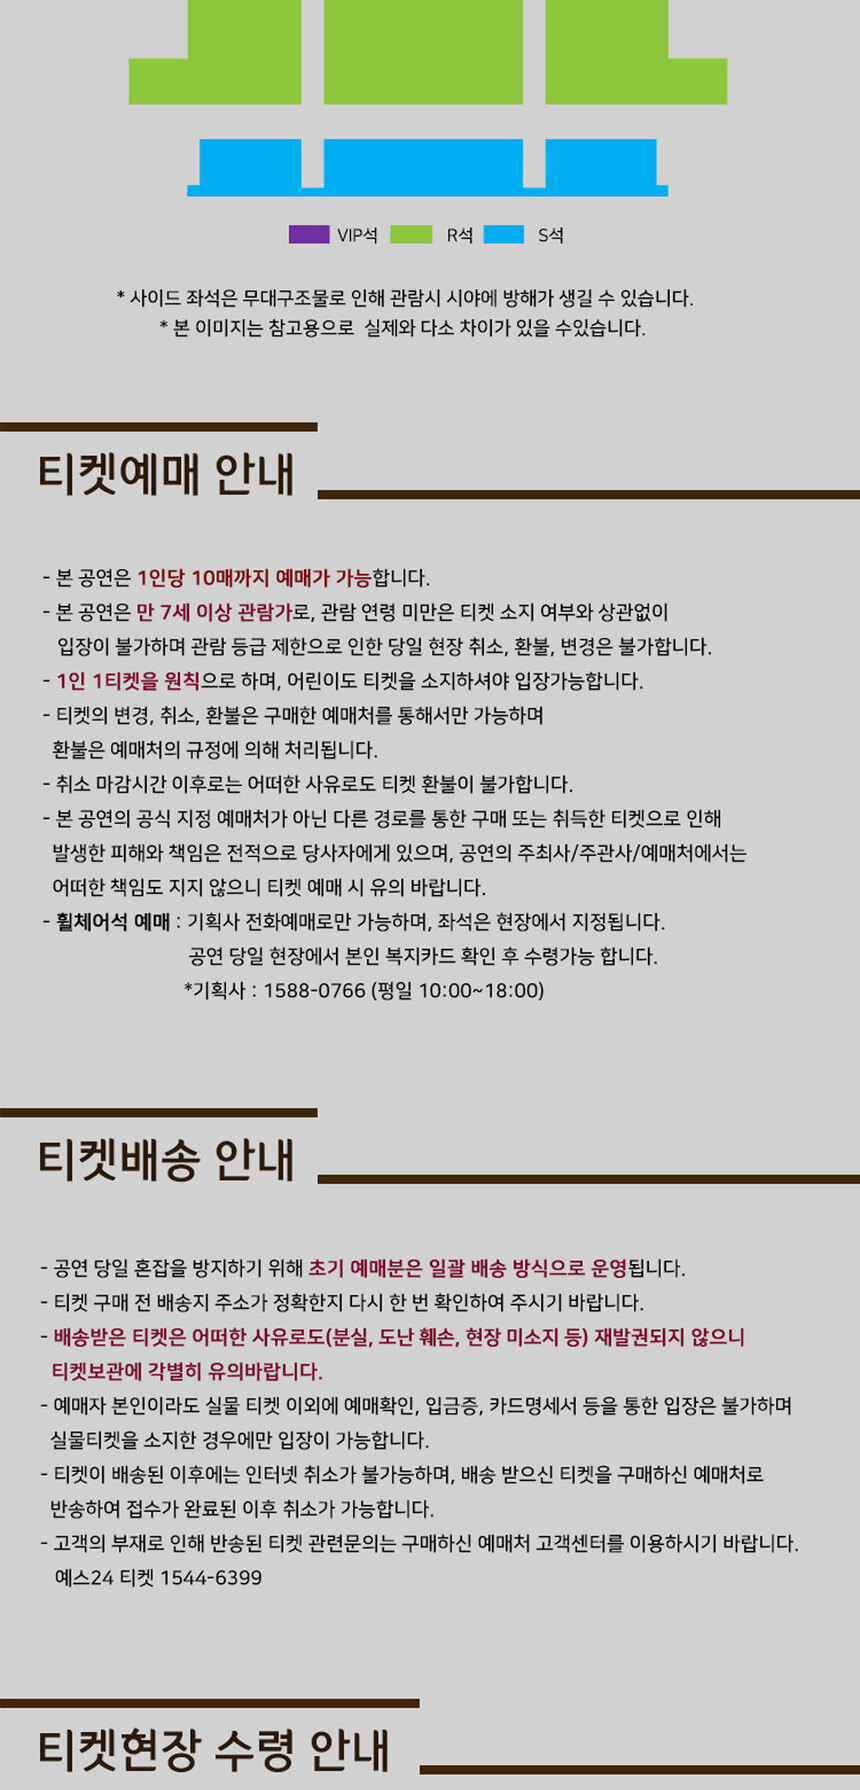 VIP석 R석 S석
* 사이드 좌석은 무대구조물로 인해 관람시 시야에 방해가 생길 수 있습니다.
* 본 이미지는 참고용으로 실제와 다소 차이가 있을 수있습니다.
티켓예매 안내
- 본 공연은 1인당 10매까지 예매가 가능합니다.
- 본 공연은 만 7세 이상 관람가로, 관람 연령 미만은 티켓 소지 여부와 상관없이
입장이 불가하며 관람 등급 제한으로 인한 당일 현장 취소, 환불, 변경은 불가합니다.
- 1인 1티켓을 원칙으로 하며, 어린이도 티켓을 소지하셔야 입장가능합니다.
- 티켓의 변경, 취소, 환불은 구매한 예매처를 통해서만 가능하며
환불은 예매처의 규정에 의해 처리됩니다.
- 취소 마감시간 이후로는 어떠한 사유로도 티켓 환불이 불가합니다.
- 본 공연의 공식 지정 예매처가 아닌 다른 경로를 통한 구매 또는 취득한 티켓으로 인해
발생한 피해와 책임은 전적으로 당사자에게 있으며, 공연의 주최사/주관사/예매처에서는
어떠한 책임도 지지 않으니 티켓 예매 시 유의 바랍니다.
- 휠체어석 예매 : 기획사 전화예매로만 가능하며, 좌석은 현장에서 지정됩니다.
공연 당일 현장에서 본인 복지카드 확인 후 수령가능 합니다.
*기획사 : 1588-0766 (평일 10:00~18:00)
티켓배송 안내
- 공연 당일 혼잡을 방지하기 위해 초기 예매분은 일괄 배송 방식으로 운영됩니다.
- 티켓 구매 전 배송지 주소가 정확한지 다시 한 번 확인하여 주시기 바랍니다.
- 배송받은 티켓은 어떠한 사유로도(분실, 도난 훼손, 현장 미소지 등) 재발권되지 않으니
티켓보관에 각별히 유의바랍니다.
- 예매자 본인이라도 실물 티켓 이외에 예매확인, 입금증, 카드명세서 등을 통한 입장은 불가하며
실물티켓을 소지한 경우에만 입장이 가능합니다.
- 티켓이 배송된 이후에는 인터넷 취소가 불가능하며, 배송 받으신 티켓을 구매하신 예매처로
반송하여 접수가 완료된 이후 취소가 가능합니다.
- 고객의 부재로 인해 반송된 티켓 관련문의는 구매하신 예매처 고객센터를 이용하시기 바랍니다.
예스24 티켓 1544-6399
티켓현장 수령 안내